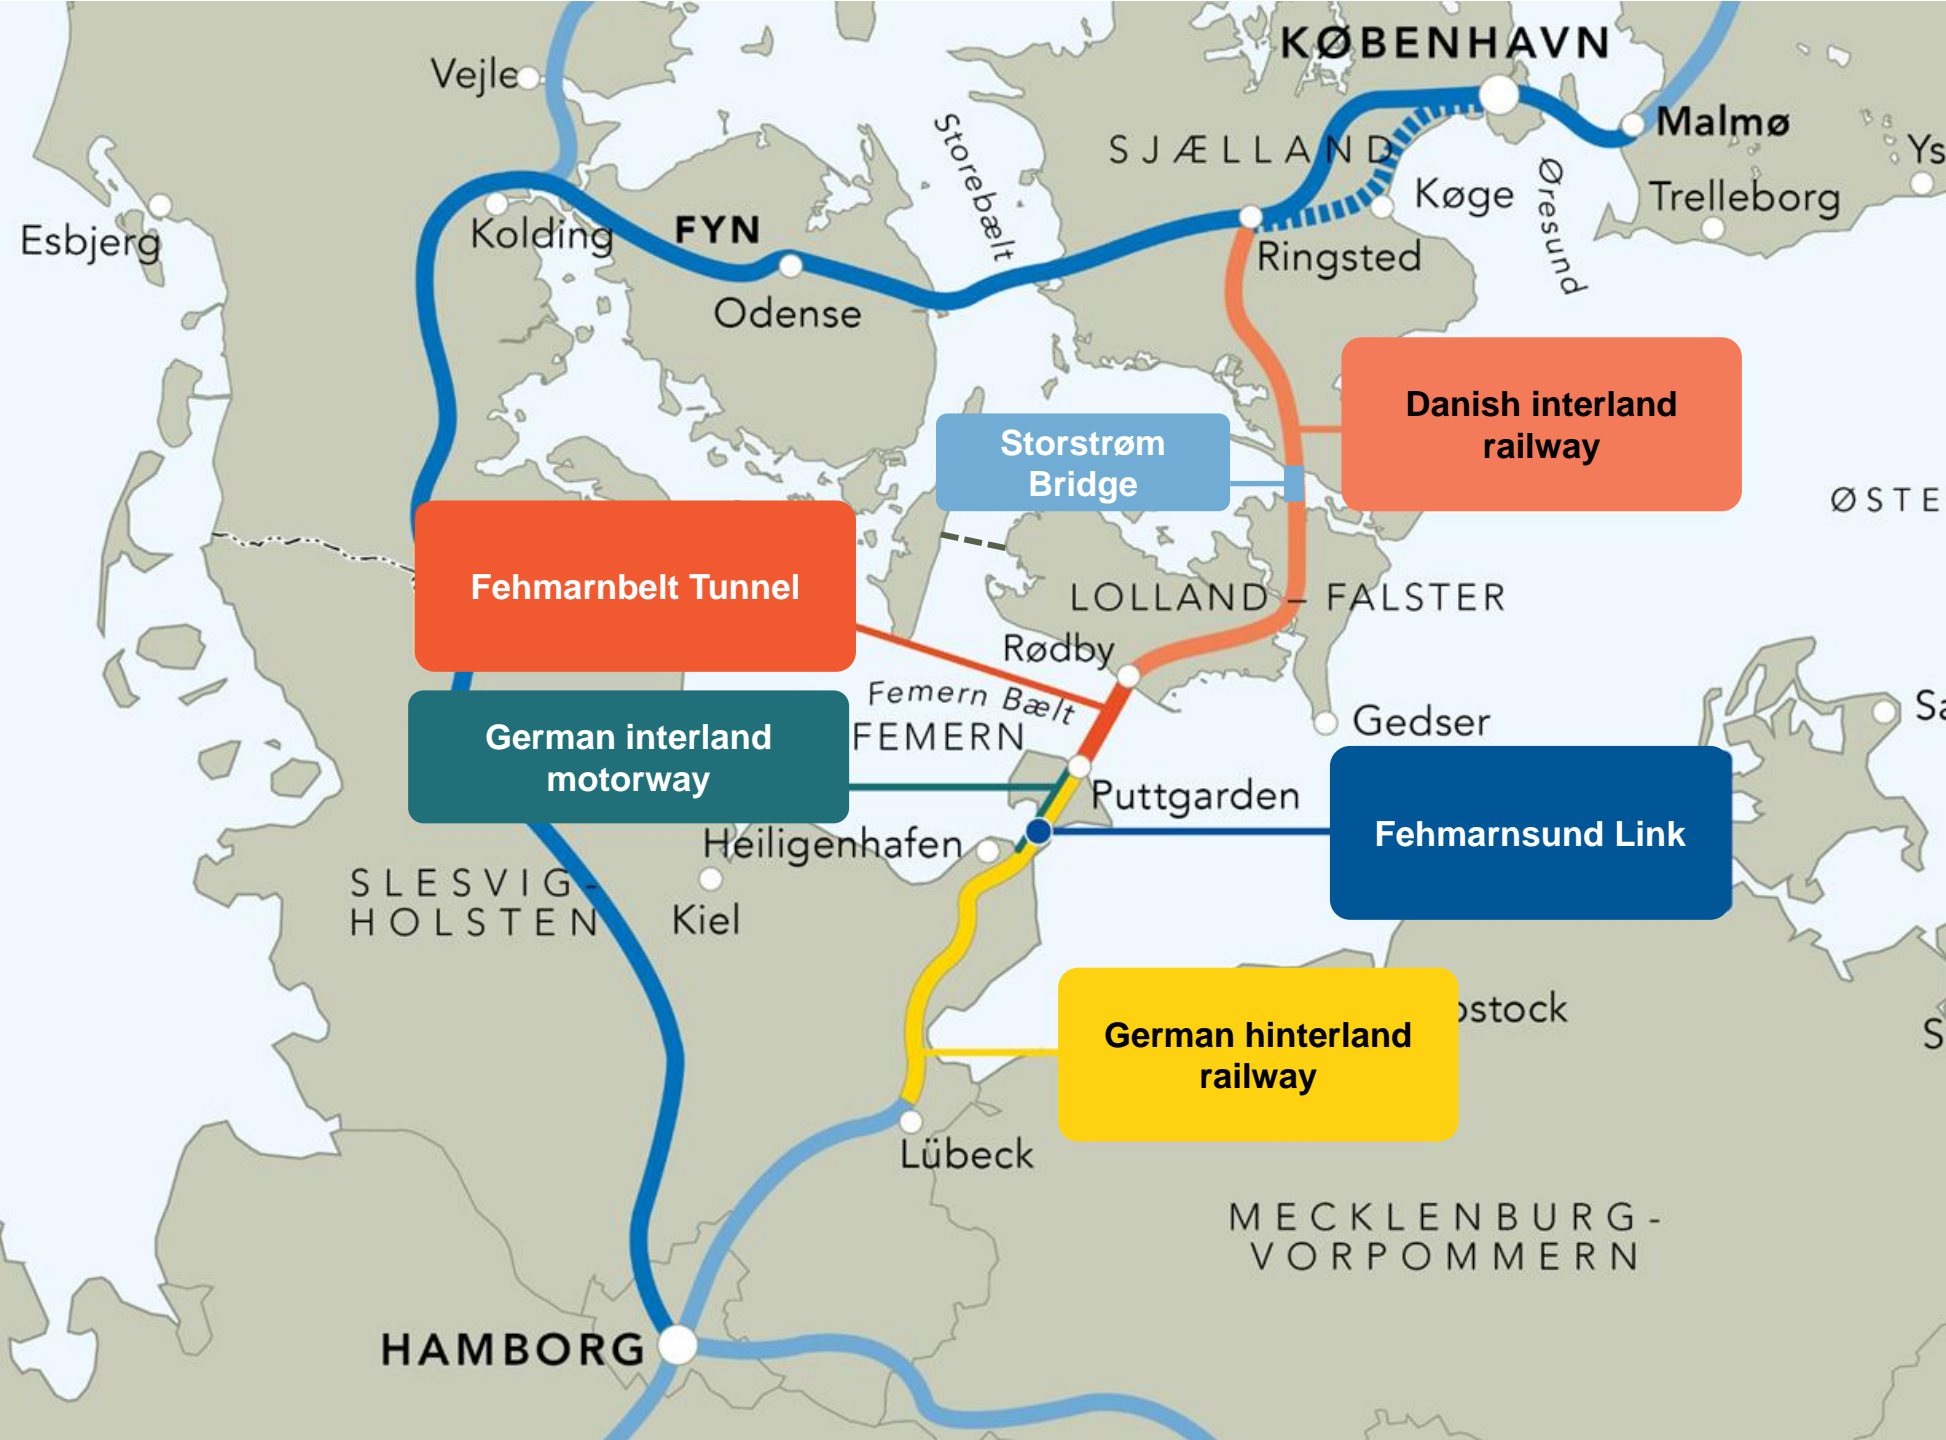 KØBENHAVN
Vejle
Malmø
SJÆLLAND
Storebælt
Øresund
Køge
Trelleborg
Esbjerg
Kolding
FYN
Ringsted
Odense
Danish interland
railway
Storstrøm
Bridge
Fehmarnbelt Tunnel
LOLLAND – FALSTER
Rødby
Femern Bælt
FEMERN
Gedser
German interland
motorway
Puttgarden
Heiligenhafen
Fehmarnsund Link
SLESVIG-
HOLSTEN
Kiel
German hinterland
railway
Lübeck
MECKLENBURG-
VORPOMMERN
HAMBORG